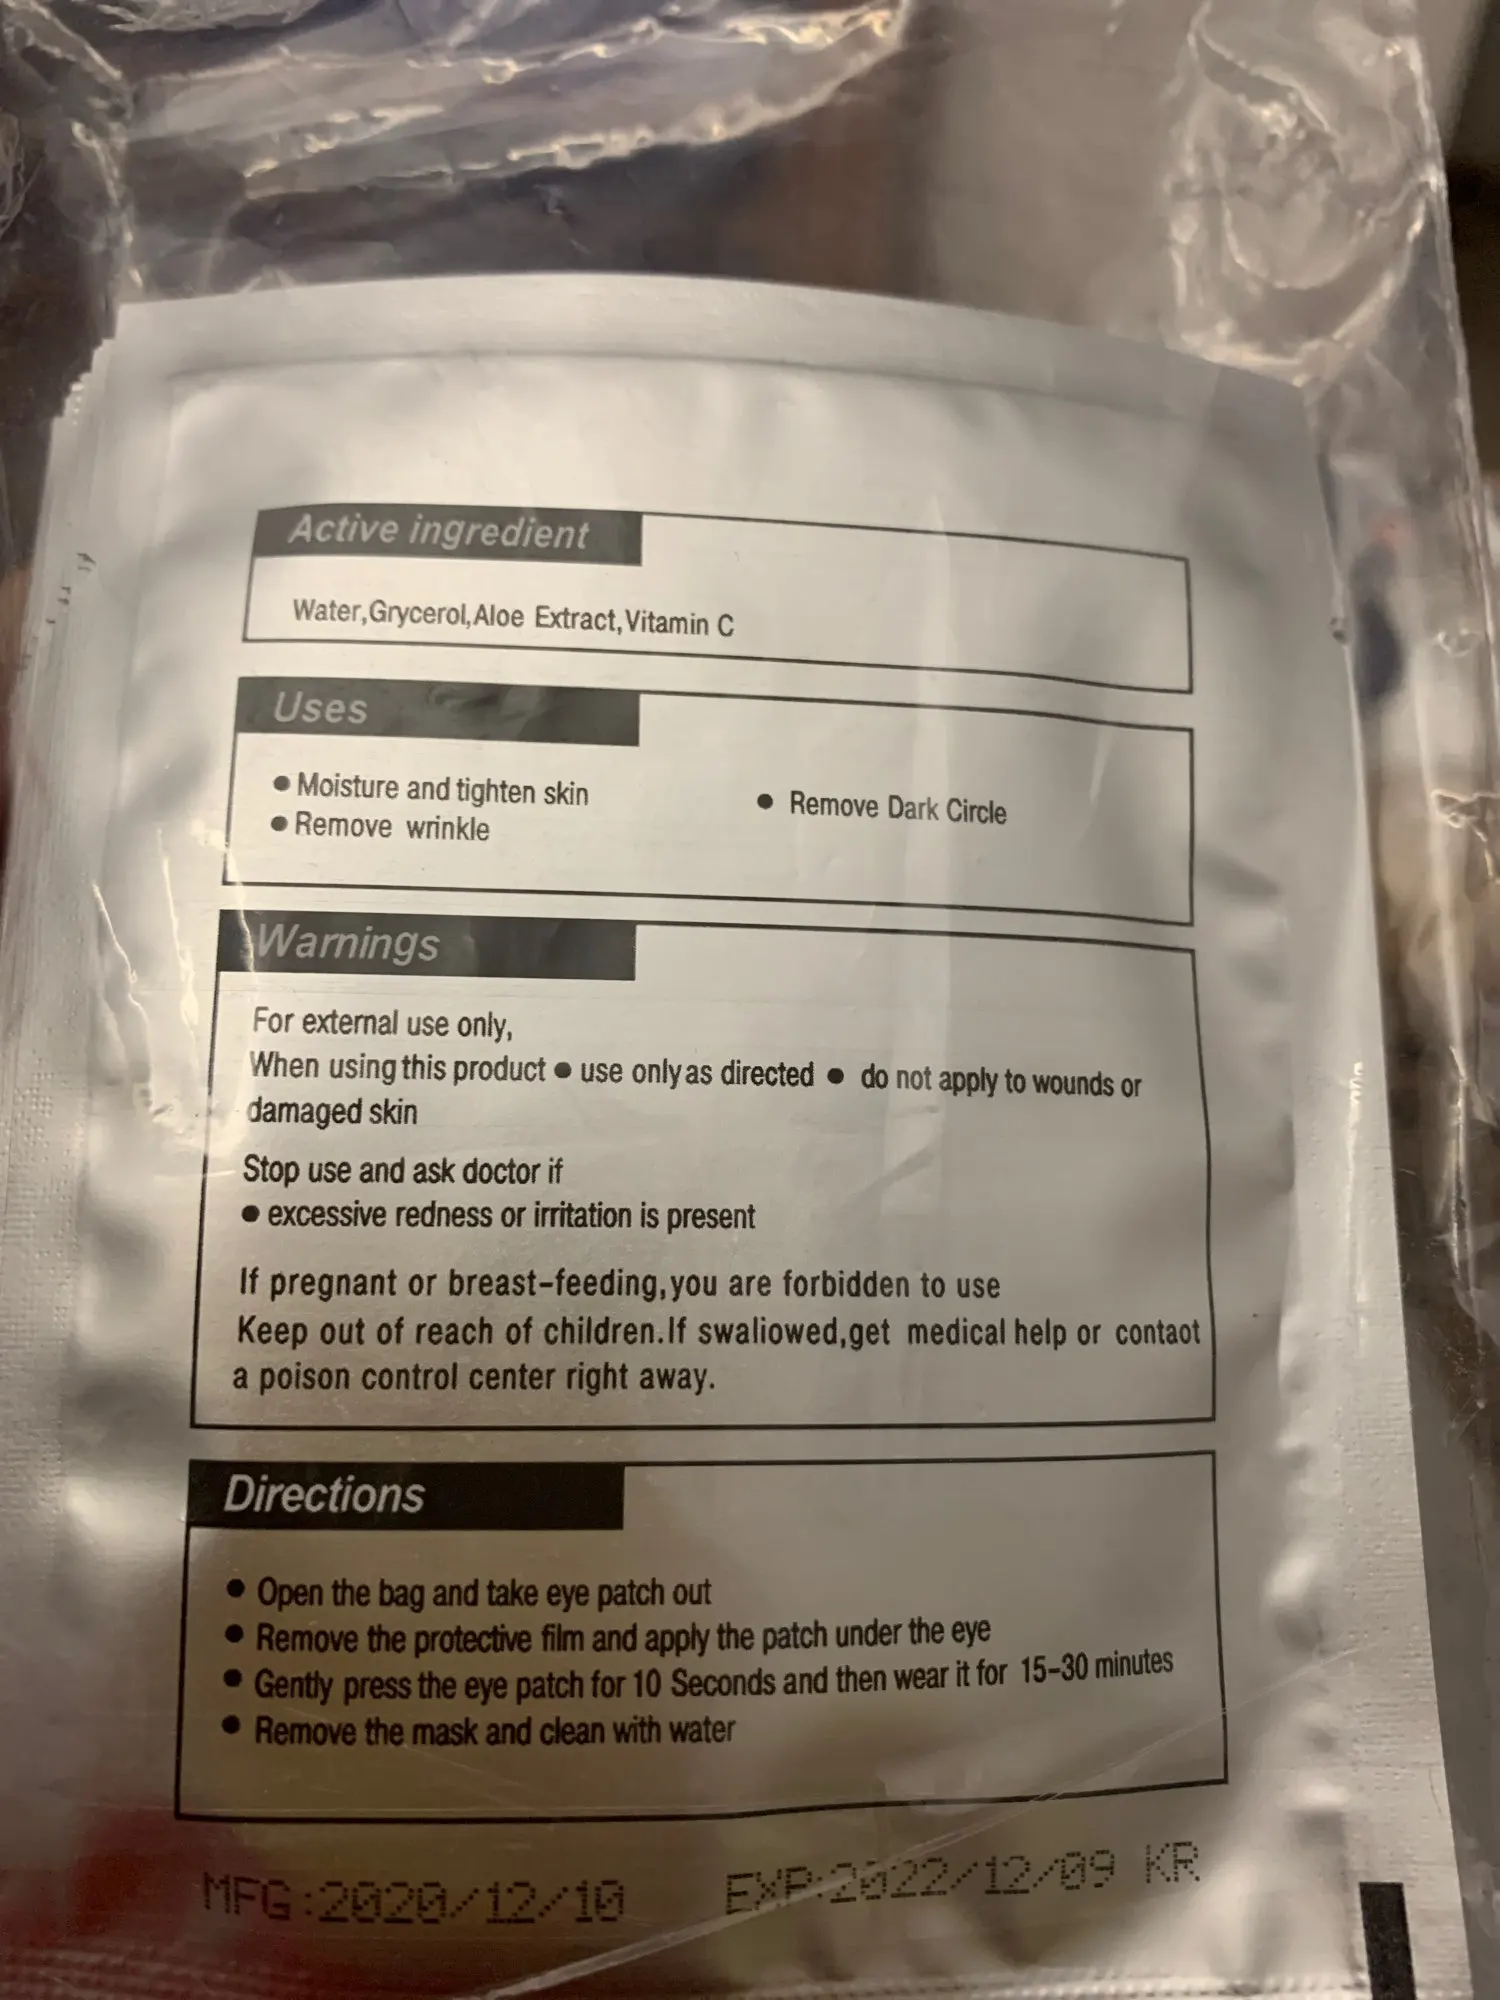 Active ingredient
Water,Grycerol,Aloe Extract,Vitamin C
Uses
● Moisture and tighten skin
● Remove wrinkle
● Remove Dark Circle
Warnings
For external use only,
When using this product ● use only as directed ● do not apply to wounds or
damaged skin
Stop use and ask doctor if
● excessive redness or irritation is present
If pregnant or breast-feeding,you are forbidden to use
Keep out of reach of children.If swaliowed,get medical help or contaot
a poison control center right away.
Directions
● Open the bag and take eye patch out
● Remove the protective film and apply the patch under the eye
● Gently press the eye patch for 10 Seconds and then wear it for 15-30 minutes
● Remove the mask and clean with water
MFG:2020/12/10 EXP:2022/12/09 KR